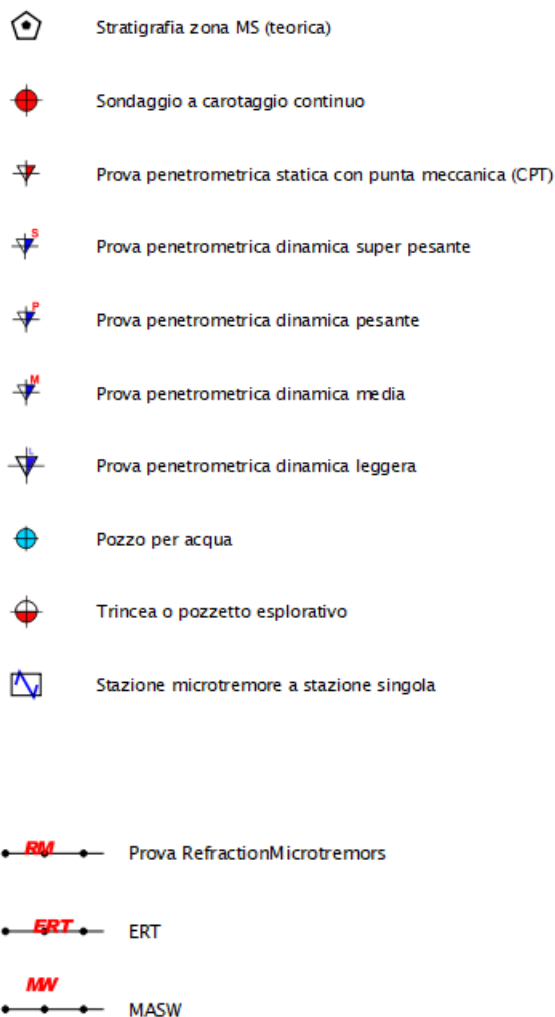 Stratigrafia zona MS (teorica)
Sondaggio a carotaggio continuo
Prova penetrometrica statica con punta meccanica (CPT)
S Prova penetrometrica dinamica super pesante
P Prova penetrometrica dinamica pesante
M Prova penetrometrica dinamica media
L Prova penetrometrica dinamica leggera
Pozzo per acqua
Trincea o pozzetto esplorativo
Stazione microtremore a stazione singola
RM Prova RefractionMicrotremors
ERT ERT
MW MASW